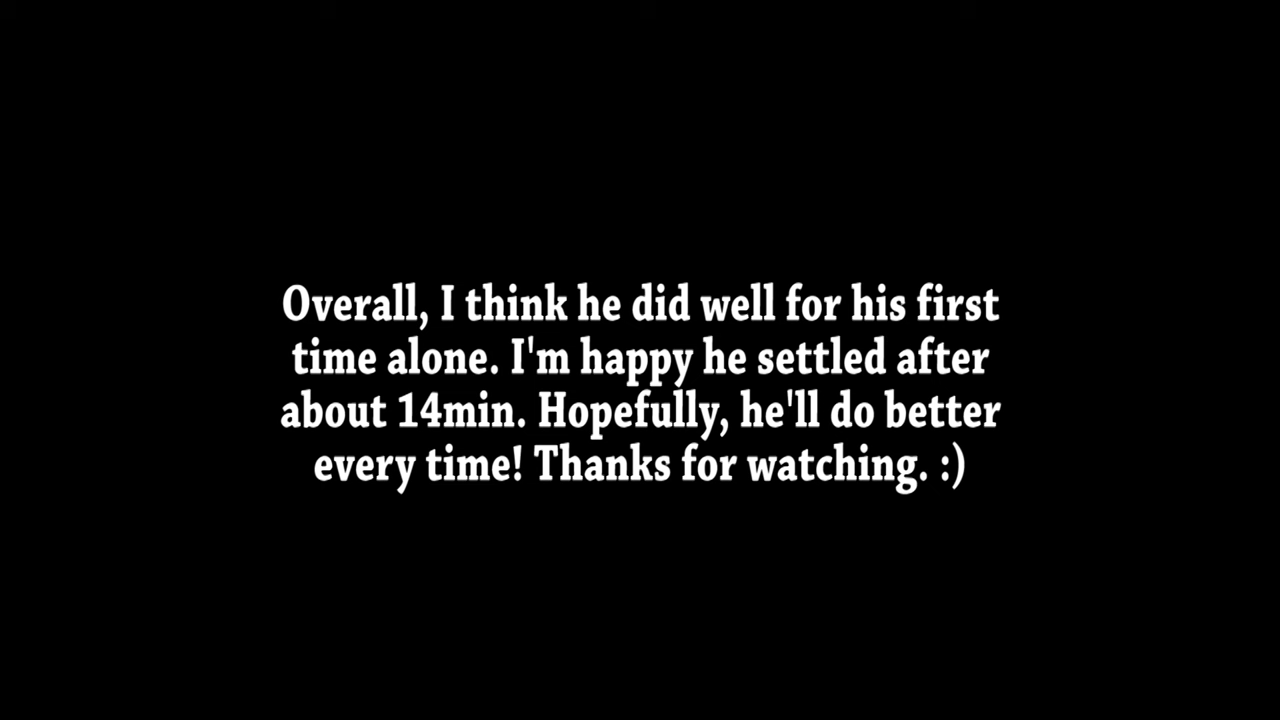 Overall, I think he did well for his first
time alone. I'm happy he settled after
about 14min. Hopefully, he'll do better
every time! Thanks for watching. :)